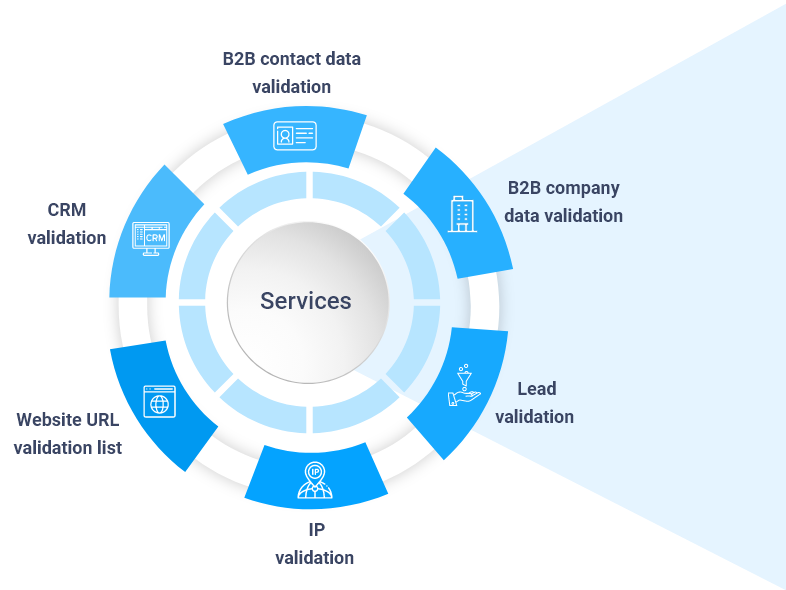 B2B contact data
validation
B2B company
data validation
Lead
validation
IP
IP
validation
Website URL
validation list
CRM
validation
CRM
Services